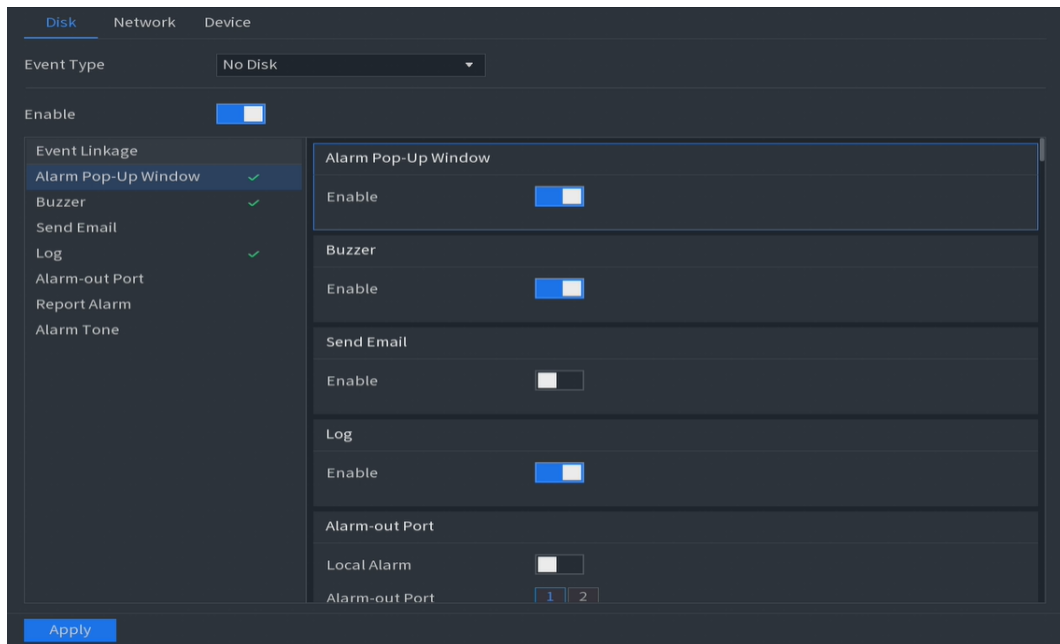 Disk Network Device
Event Type No Disk
Enable
Event Linkage
Alarm Pop-Up Window
Buzzer
Send Email
Log
Alarm-out Port
Report Alarm
Alarm Tone
Alarm Pop-Up Window
Enable
Buzzer
Enable
Send Email
Enable
Log
Enable
Alarm-out Port
Local Alarm
Alarm-out Port 1 2
Apply